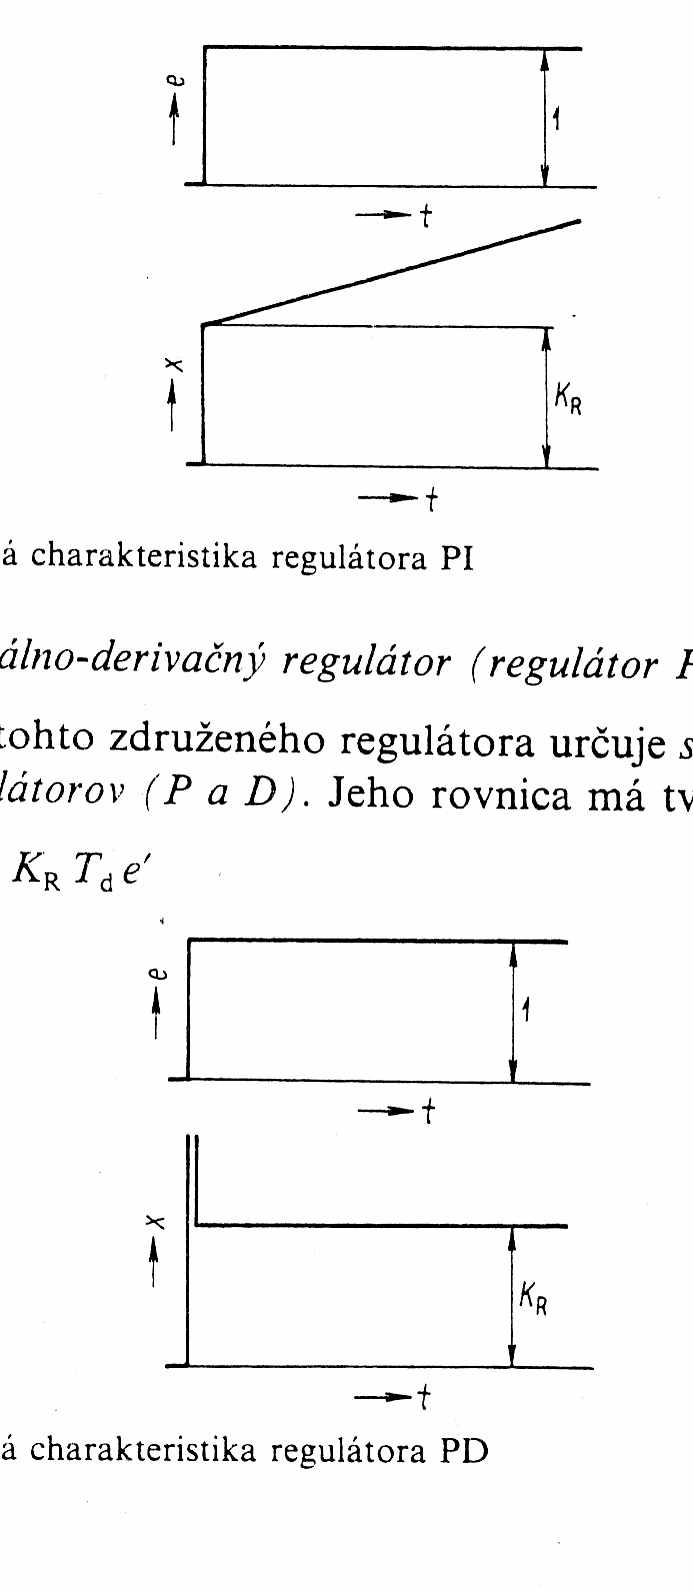 e
1
t
x
K_R
t
á charakteristika regulátora PI
álno-derivačný regulátor (regulátor
tohto združeného regulátora určuje s
látorov (P a D). Jeho rovnica má tv
K_R T_d e′
e
1
t
x
K_R
t
á charakteristika regulátora PD